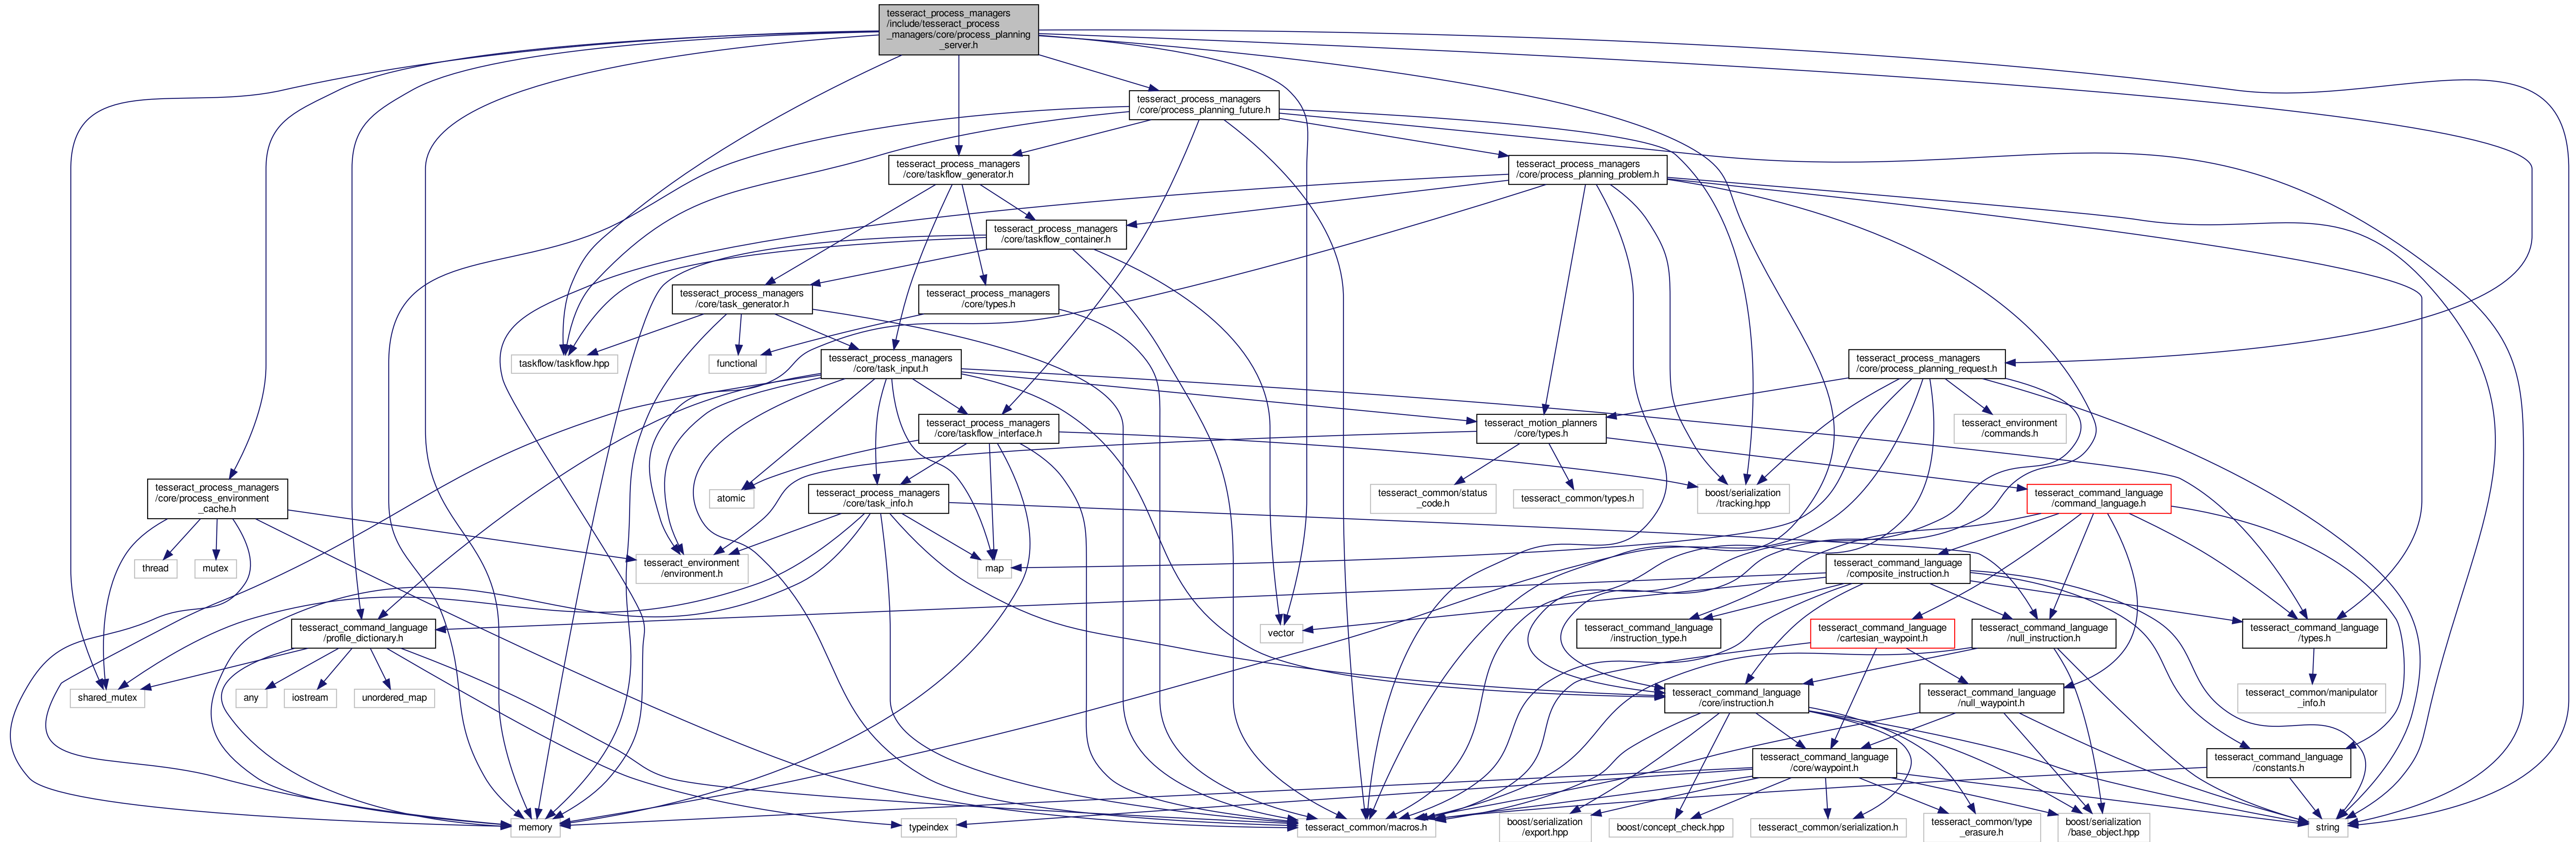 tesseract_process_managers
/include/tesseract_process
_managers/core/process_planning
_server.h
tesseract_process_managers
/core/process_planning_future.h
tesseract_process_managers
/core/taskflow_generator.h
tesseract_process_managers
/core/process_planning_problem.h
tesseract_process_managers
/core/taskflow_container.h
tesseract_process_managers
/core/task_generator.h
tesseract_process_managers
/core/types.h
taskflow/taskflow.hpp
functional
tesseract_process_managers
/core/task_input.h
tesseract_process_managers
/core/process_planning_request.h
tesseract_process_managers
/core/taskflow_interface.h
tesseract_motion_planners
/core/types.h
tesseract_environment
/commands.h
tesseract_process_managers
/core/process_environment
_cache.h
atomic
tesseract_process_managers
/core/task_info.h
tesseract_common/status
_code.h
tesseract_common/types.h
boost/serialization
/tracking.hpp
tesseract_command_language
/command_language.h
thread
mutex
tesseract_environment
/environment.h
map
tesseract_command_language
/composite_instruction.h
tesseract_command_language
/profile_dictionary.h
vector
tesseract_command_language
/instruction_type.h
tesseract_command_language
/cartesian_waypoint.h
tesseract_command_language
/null_instruction.h
tesseract_command_language
/types.h
shared_mutex
any
iostream
unordered_map
tesseract_command_language
/core/instruction.h
tesseract_command_language
/null_waypoint.h
tesseract_common/manipulator
_info.h
tesseract_command_language
/core/waypoint.h
tesseract_command_language
/constants.h
memory
typeindex
tesseract_common/macros.h
boost/serialization
/export.hpp
boost/concept_check.hpp
tesseract_common/serialization.h
tesseract_common/type
_erasure.h
boost/serialization
/base_object.hpp
string